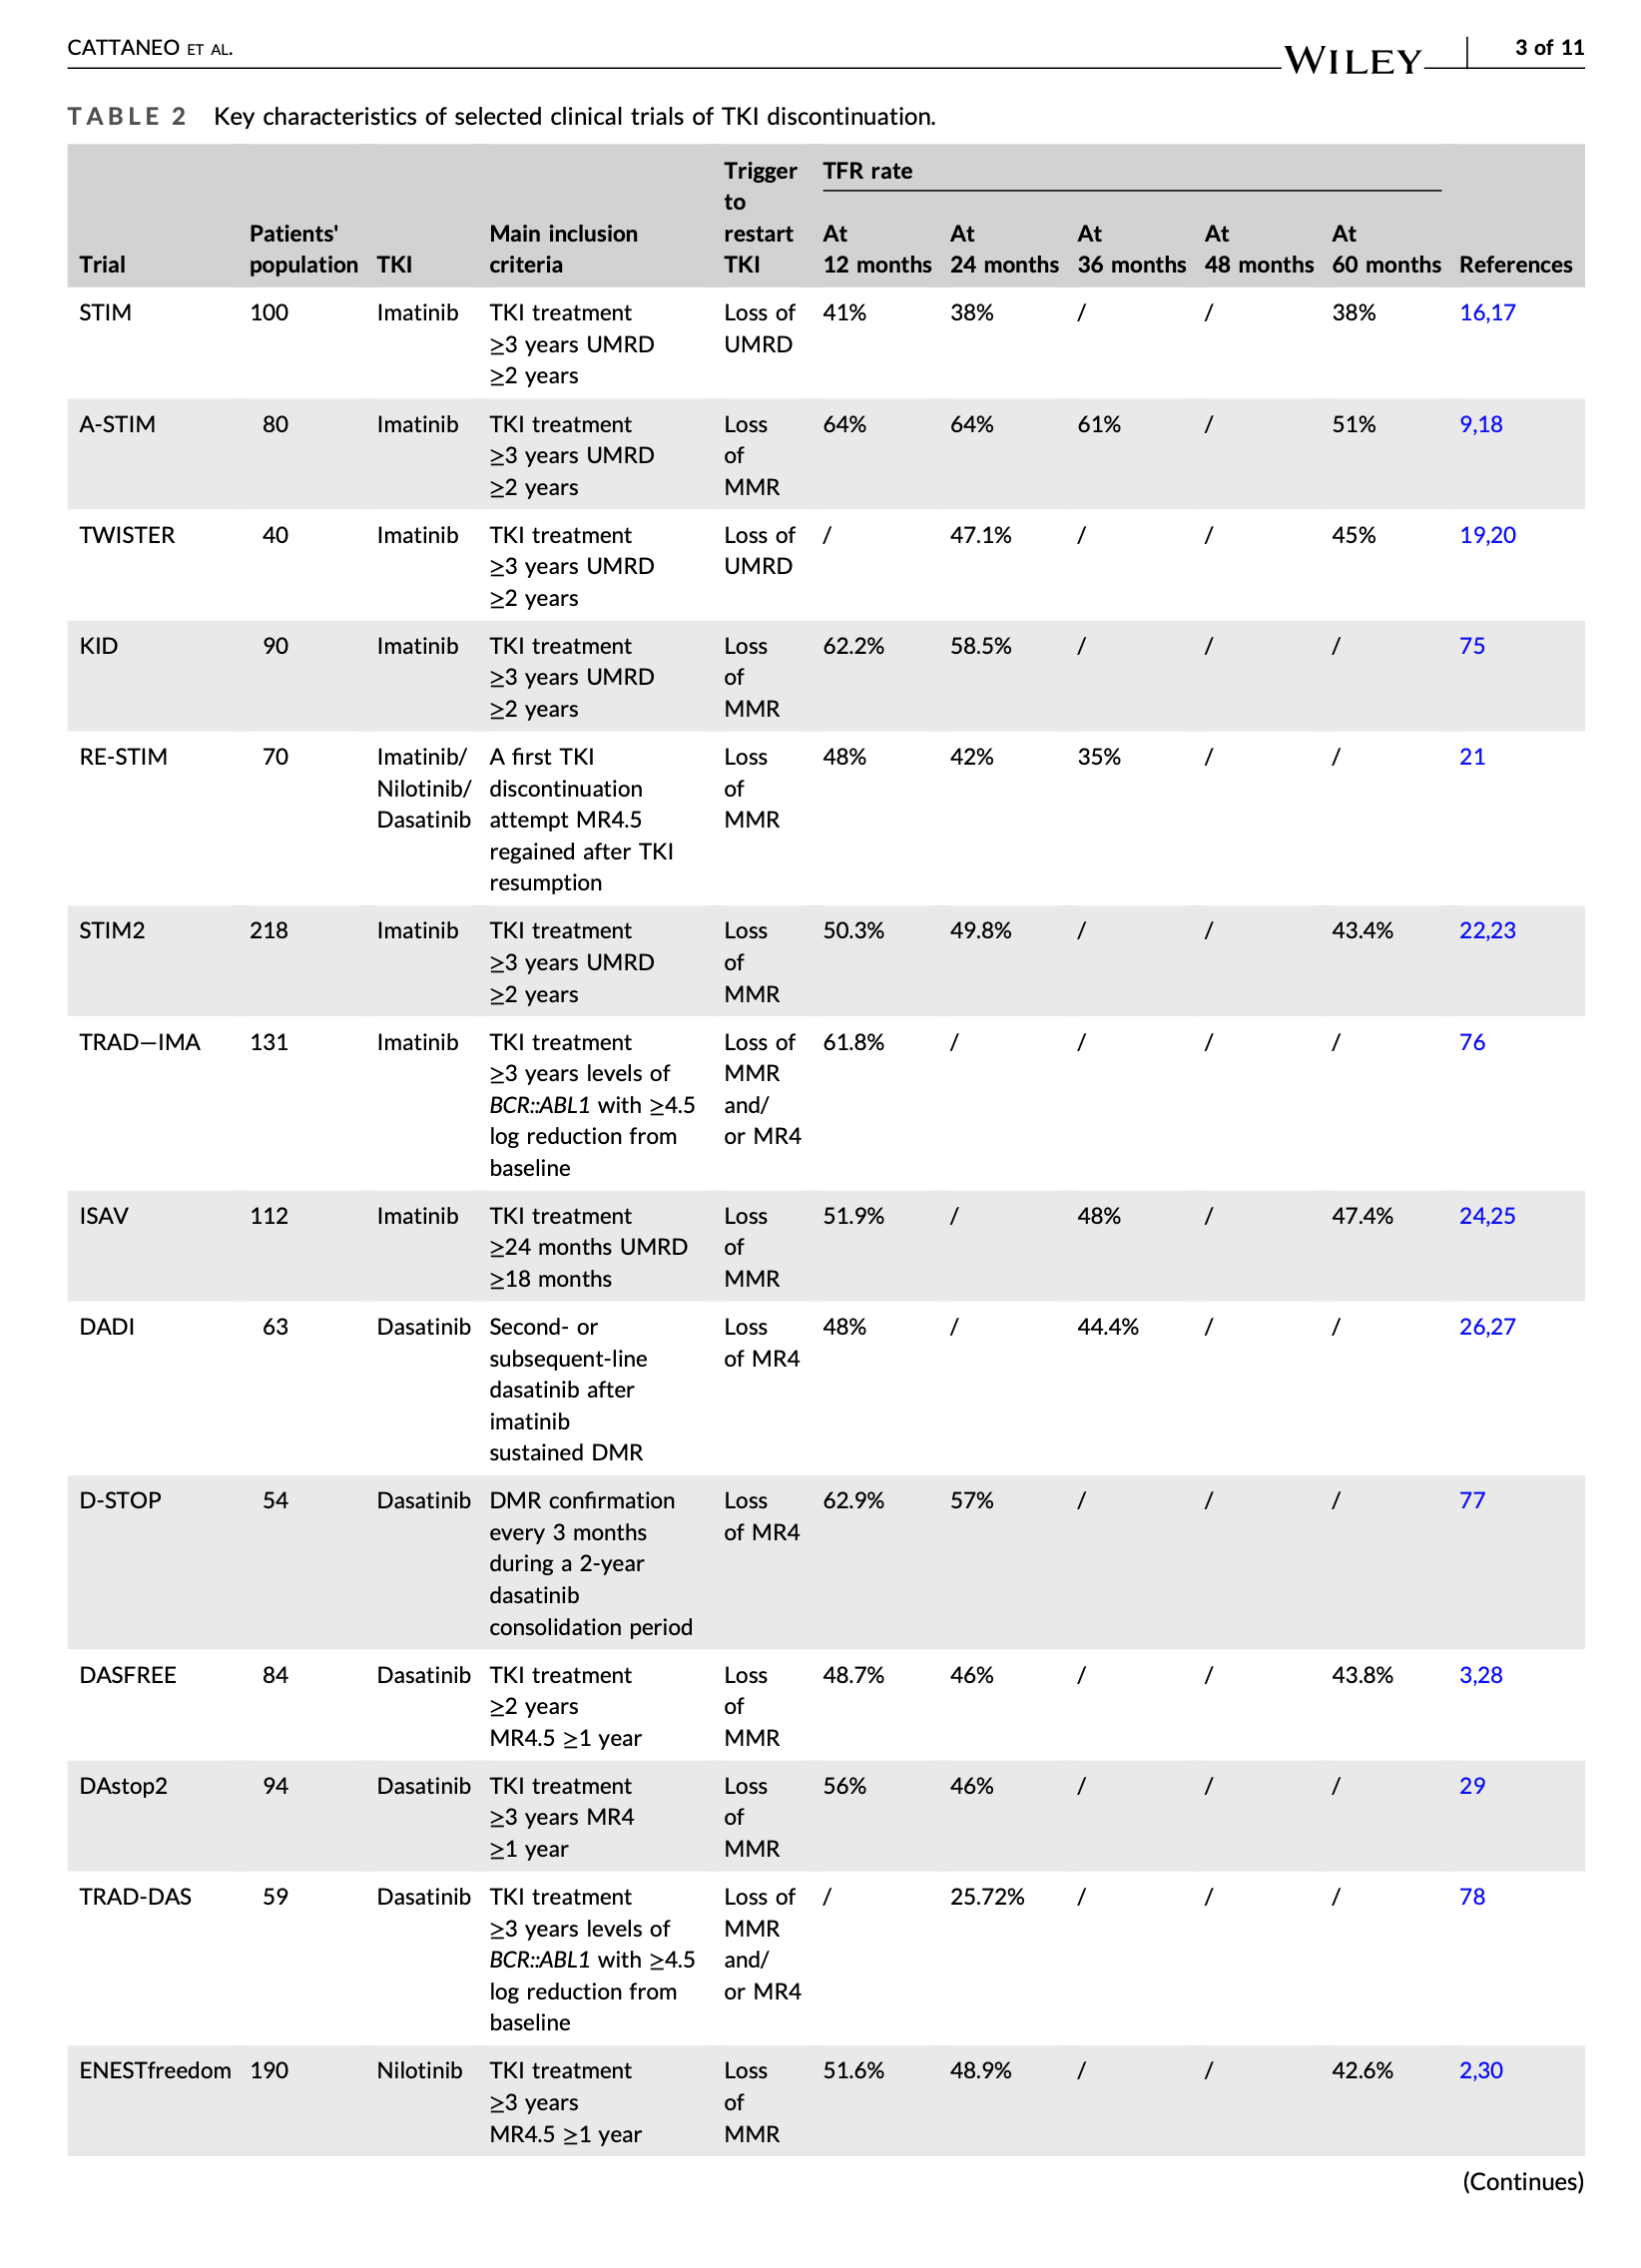 CATTANEO ET AL.
WILEY
3 of 11
TABLE 2 Key characteristics of selected clinical trials of TKI discontinuation.
Trial
Patients'
population
TKI
Main inclusion
criteria
Trigger
to
restart
TKI
TFR rate
At
12 months
At
24 months
At
36 months
At
48 months
At
60 months
References
STIM
100
Imatinib
TKI treatment
≥3 years UMRD
≥2 years
Loss of
UMRD
41%
38%
/
/
38%
16,17
A-STIM
80
Imatinib
TKI treatment
≥3 years UMRD
≥2 years
Loss
of
MMR
64%
64%
61%
/
51%
9,18
TWISTER
40
Imatinib
TKI treatment
≥3 years UMRD
≥2 years
Loss of
UMRD
/
47.1%
/
/
45%
19,20
KID
90
Imatinib
TKI treatment
≥3 years UMRD
≥2 years
Loss
of
MMR
62.2%
58.5%
/
/
/
75
RE-STIM
70
Imatinib/
Nilotinib/
Dasatinib
A first TKI
discontinuation
attempt MR4.5
regained after TKI
resumption
Loss
of
MMR
48%
42%
35%
/
/
21
STIM2
218
Imatinib
TKI treatment
≥3 years UMRD
≥2 years
Loss
of
MMR
50.3%
49.8%
/
/
43.4%
22,23
TRAD—IMA
131
Imatinib
TKI treatment
≥3 years levels of
BCR::ABL1 with ≥4.5
log reduction from
baseline
Loss of
MMR
and/
or MR4
61.8%
/
/
/
/
76
ISAV
112
Imatinib
TKI treatment
≥24 months UMRD
≥18 months
Loss
of
MMR
51.9%
/
48%
/
47.4%
24,25
DADI
63
Dasatinib
Second- or
subsequent-line
dasatinib after
imatinib
sustained DMR
Loss
of MR4
48%
/
44.4%
/
/
26,27
D-STOP
54
Dasatinib
DMR confirmation
every 3 months
during a 2-year
dasatinib
consolidation period
Loss
of MR4
62.9%
57%
/
/
/
77
DASFREE
84
Dasatinib
TKI treatment
≥2 years
MR4.5 ≥1 year
Loss
of
MMR
48.7%
46%
/
/
43.8%
3,28
DAstop2
94
Dasatinib
TKI treatment
≥3 years MR4
≥1 year
Loss
of
MMR
56%
46%
/
/
/
29
TRAD-DAS
59
Dasatinib
TKI treatment
≥3 years levels of
BCR::ABL1 with ≥4.5
log reduction from
baseline
Loss of
MMR
and/
or MR4
/
25.72%
/
/
/
78
ENESTfreedom
190
Nilotinib
TKI treatment
≥3 years
MR4.5 ≥1 year
Loss
of
MMR
51.6%
48.9%
/
/
42.6%
2,30
(Continues)